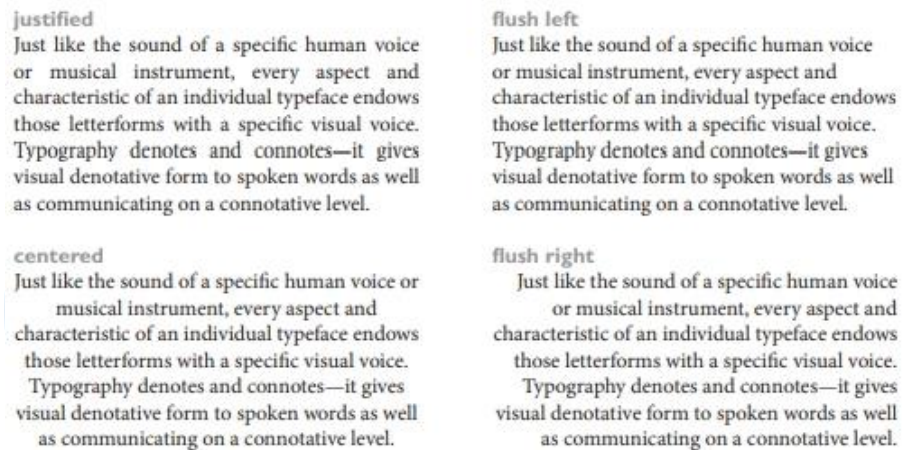 justified
Just like the sound of a specific human voice
or musical instrument, every aspect and
characteristic of an individual typeface endows
those letterforms with a specific visual voice.
Typography denotes and connotes—it gives
visual denotative form to spoken words as well
as communicating on a connotative level.
flush left
Just like the sound of a specific human voice
or musical instrument, every aspect and
characteristic of an individual typeface endows
those letterforms with a specific visual voice.
Typography denotes and connotes—it gives
visual denotative form to spoken words as well
as communicating on a connotative level.
centered
Just like the sound of a specific human voice or
musical instrument, every aspect and
characteristic of an individual typeface endows
those letterforms with a specific visual voice.
Typography denotes and connotes—it gives
visual denotative form to spoken words as well
as communicating on a connotative level.
flush right
Just like the sound of a specific human voice
or musical instrument, every aspect and
characteristic of an individual typeface endows
those letterforms with a specific visual voice.
Typography denotes and connotes—it gives
visual denotative form to spoken words as well
as communicating on a connotative level.